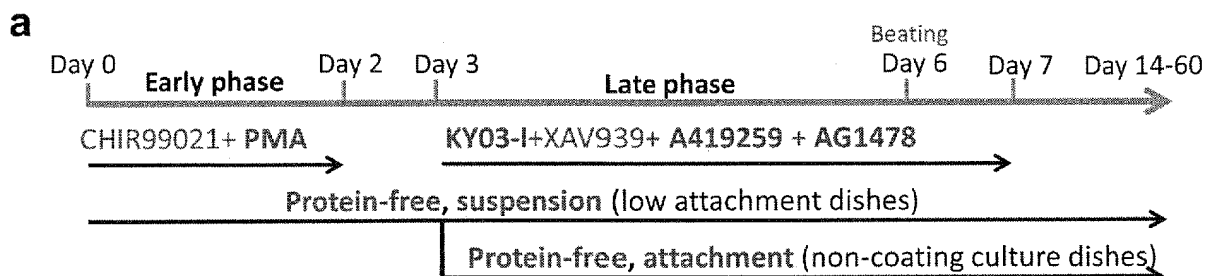 a
Beating
Day 0 Day 2 Day 3 Day 6 Day 7 Day 14-60
Early phase Late phase
CHIR99021+ PMA KY03-I+XAV939+ A419259 + AG1478
Protein-free, suspension (low attachment dishes)
Protein-free, attachment (non-coating culture dishes)